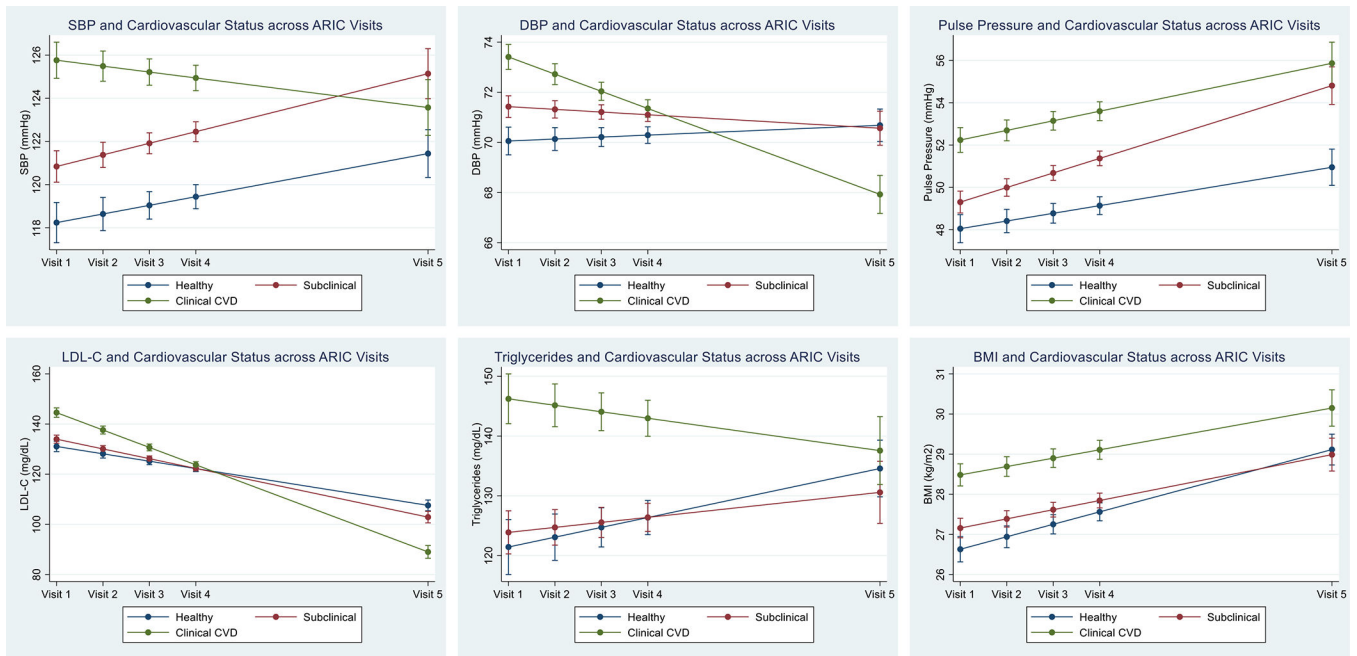 SBP and Cardiovascular Status across ARIC Visits
SBP (mmHg)
126
124
122
120
118
Visit 1 Visit 2 Visit 3 Visit 4 Visit 5
Healthy Subclinical
Clinical CVD
DBP and Cardiovascular Status across ARIC Visits
DBP (mmHg)
74
72
70
68
66
Visit 1 Visit 2 Visit 3 Visit 4 Visit 5
Healthy Subclinical
Clinical CVD
Pulse Pressure and Cardiovascular Status across ARIC Visits
Pulse Pressure (mmHg)
56
54
52
50
48
Visit 1 Visit 2 Visit 3 Visit 4 Visit 5
Healthy Subclinical
Clinical CVD
LDL-C and Cardiovascular Status across ARIC Visits
LDL-C (mg/dL)
160
140
120
100
80
Visit 1 Visit 2 Visit 3 Visit 4 Visit 5
Healthy Subclinical
Clinical CVD
Triglycerides and Cardiovascular Status across ARIC Visits
Triglycerides (mg/dL)
150
140
130
120
Visit 1 Visit 2 Visit 3 Visit 4 Visit 5
Healthy Subclinical
Clinical CVD
BMI and Cardiovascular Status across ARIC Visits
BMI (kg/m2)
31
30
29
28
27
26
Visit 1 Visit 2 Visit 3 Visit 4 Visit 5
Healthy Subclinical
Clinical CVD